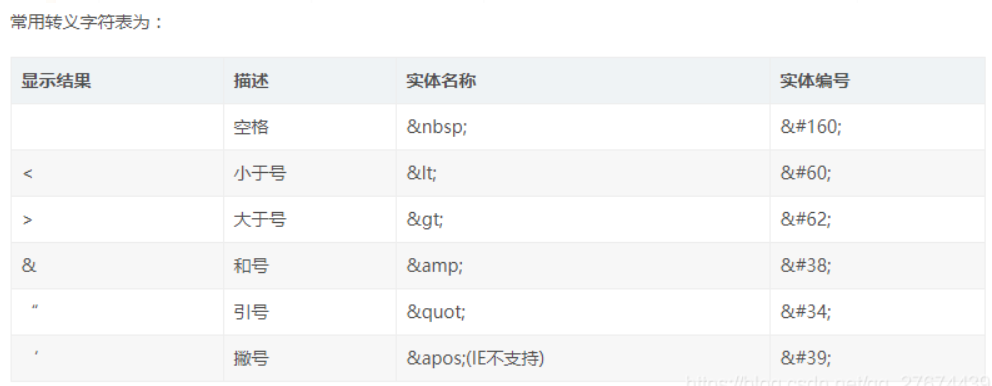 常用转义字符表为：
显示结果 描述 实体名称 实体编号
空格 &nbsp; &#160;
< 小于号 &lt; &#60;
> 大于号 &gt; &#62;
& 和号 &amp; &#38;
“ 引号 &quot; &#34;
‘ 撇号 &apos;(IE不支持) &#39;
https://blog.csdn.net/qq_27674439